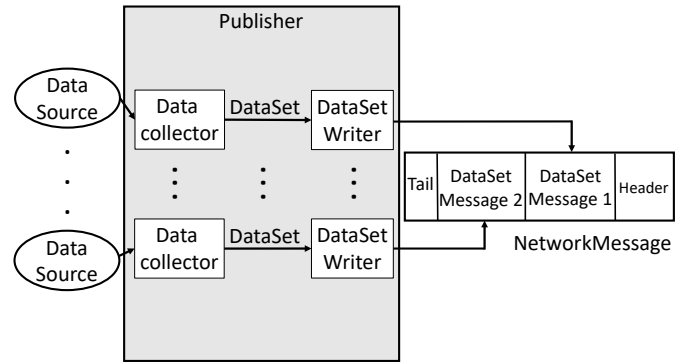 Publisher
Data
Source
Data
collector
DataSet
DataSet
Writer
Tail
DataSet
Message 2
DataSet
Message 1
Header
NetworkMessage
Data
Source
Data
collector
DataSet
DataSet
Writer